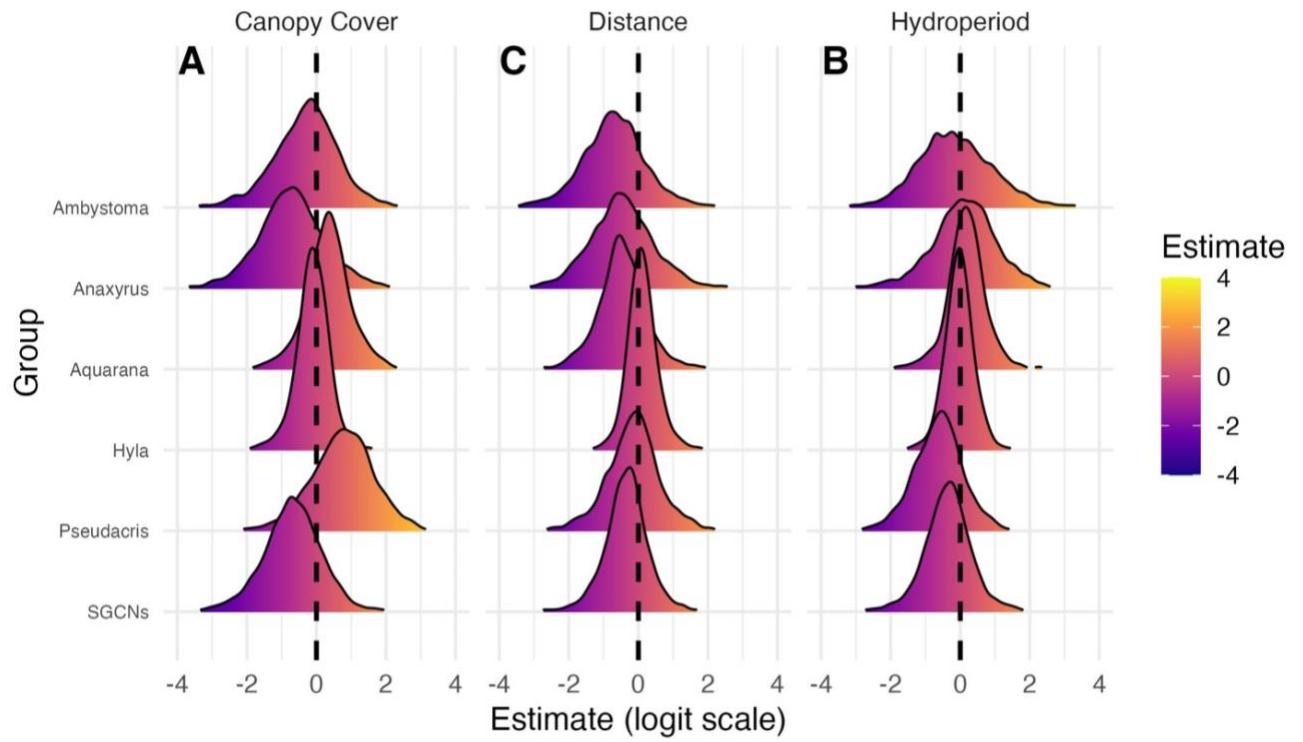 Canopy Cover
Distance
Hydroperiod
A
C
B
Group
Ambystoma
Anaxyrus
Aquarana
Hyla
Pseudacris
SGCNs
-4 -2 0 2 4
-4 -2 0 2 4
-4 -2 0 2 4
Estimate (logit scale)
Estimate
4
2
0
-2
-4